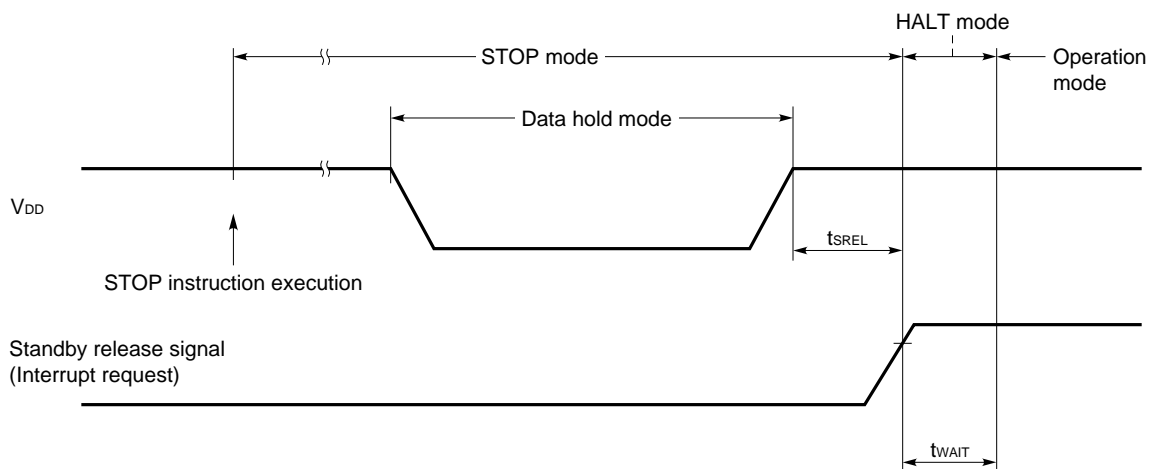 HALT mode
STOP mode
Operation
mode
Data hold mode
VDD
tSREL
STOP instruction execution
Standby release signal
(Interrupt request)
tWAIT